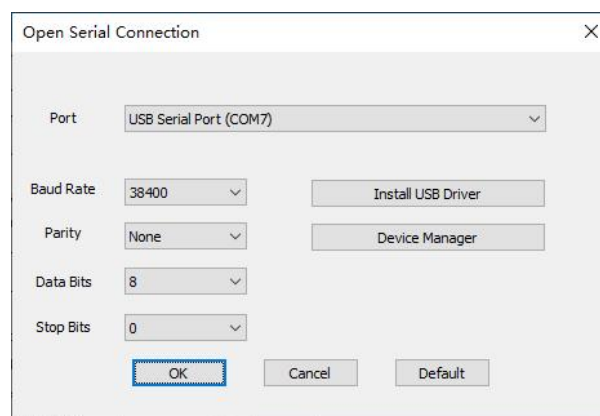 Open Serial Connection
Port USB Serial Port (COM7)
Baud Rate 38400 Install USB Driver
Parity None Device Manager
Data Bits 8
Stop Bits 0
OK Cancel Default